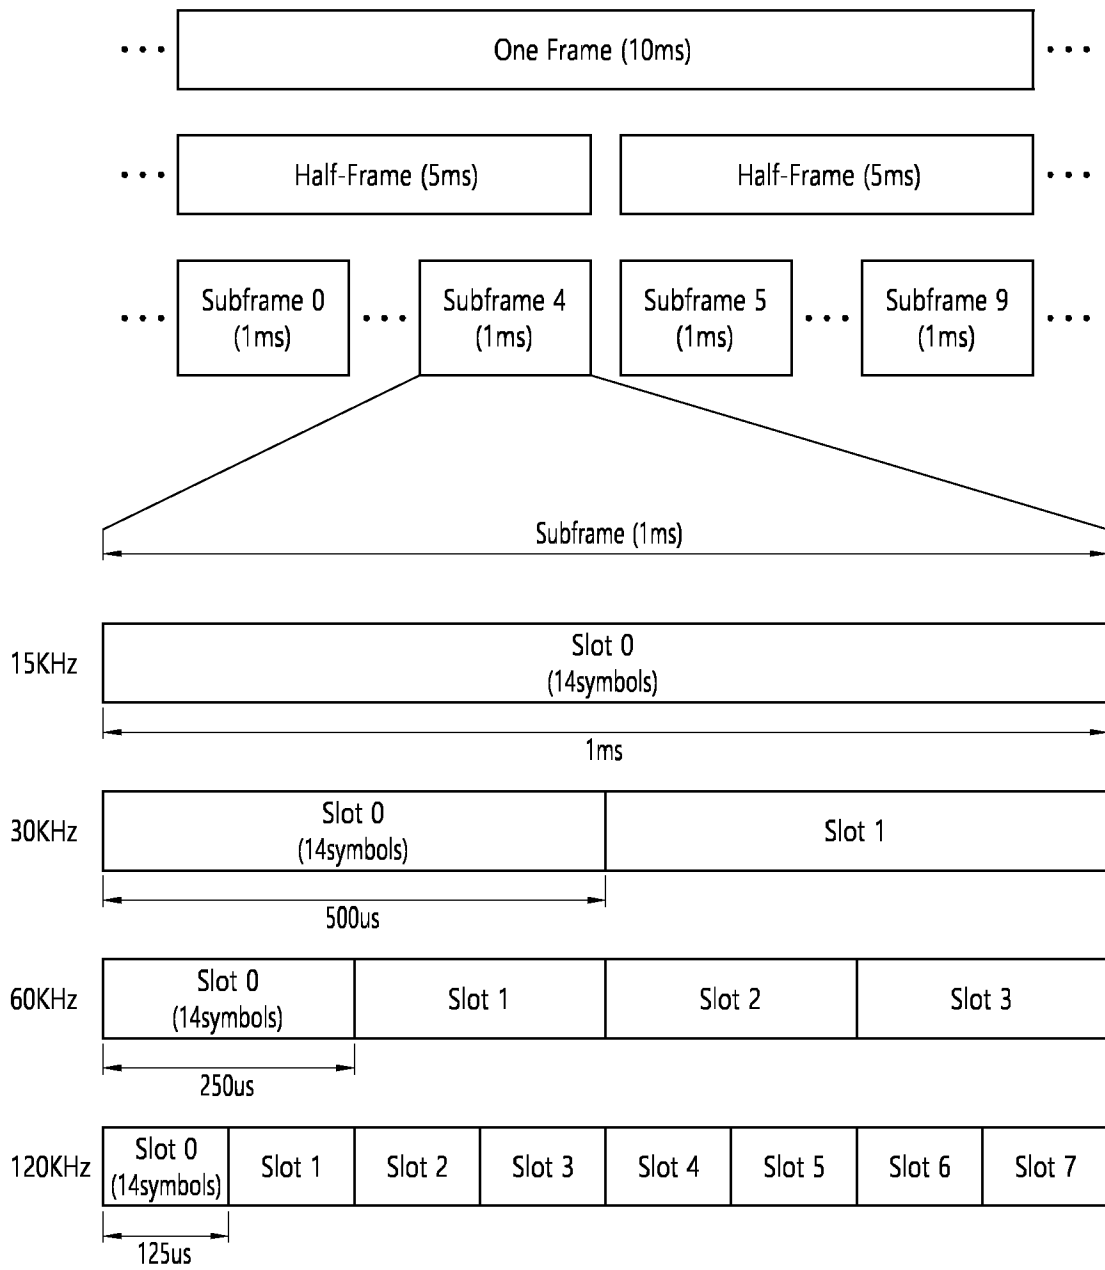 One Frame (10ms)
Half-Frame (5ms)
Half-Frame (5ms)
Subframe 0
(1ms)
Subframe 4
(1ms)
Subframe 5
(1ms)
Subframe 9
(1ms)
Subframe (1ms)
15KHz
Slot 0
(14symbols)
1ms
30KHz
Slot 0
(14symbols)
Slot 1
500us
60KHz
Slot 0
(14symbols)
Slot 1
Slot 2
Slot 3
250us
120KHz
Slot 0
(14symbols)
Slot 1
Slot 2
Slot 3
Slot 4
Slot 5
Slot 6
Slot 7
125us